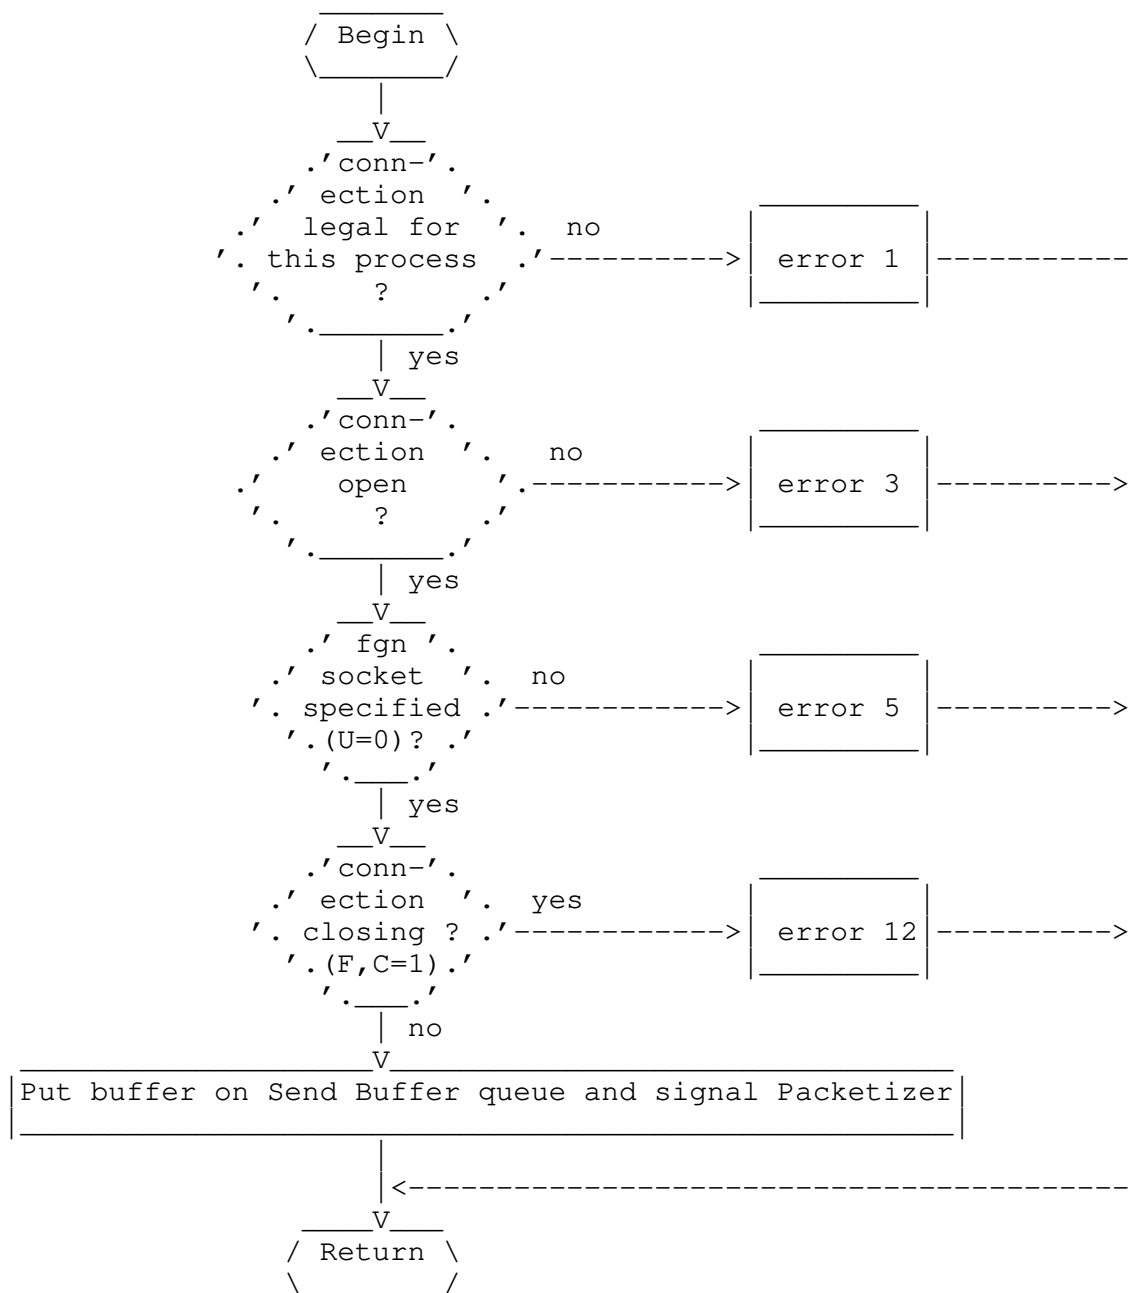 Begin
conn-
ection
legal for no
this process error 1
?
yes
conn-
ection no
open error 3
?
yes
fgn
socket no
specified error 5
(U=0)?
yes
conn-
ection yes
closing ? error 12
(F,C=1)
no
Put buffer on Send Buffer queue and signal Packetizer
Return